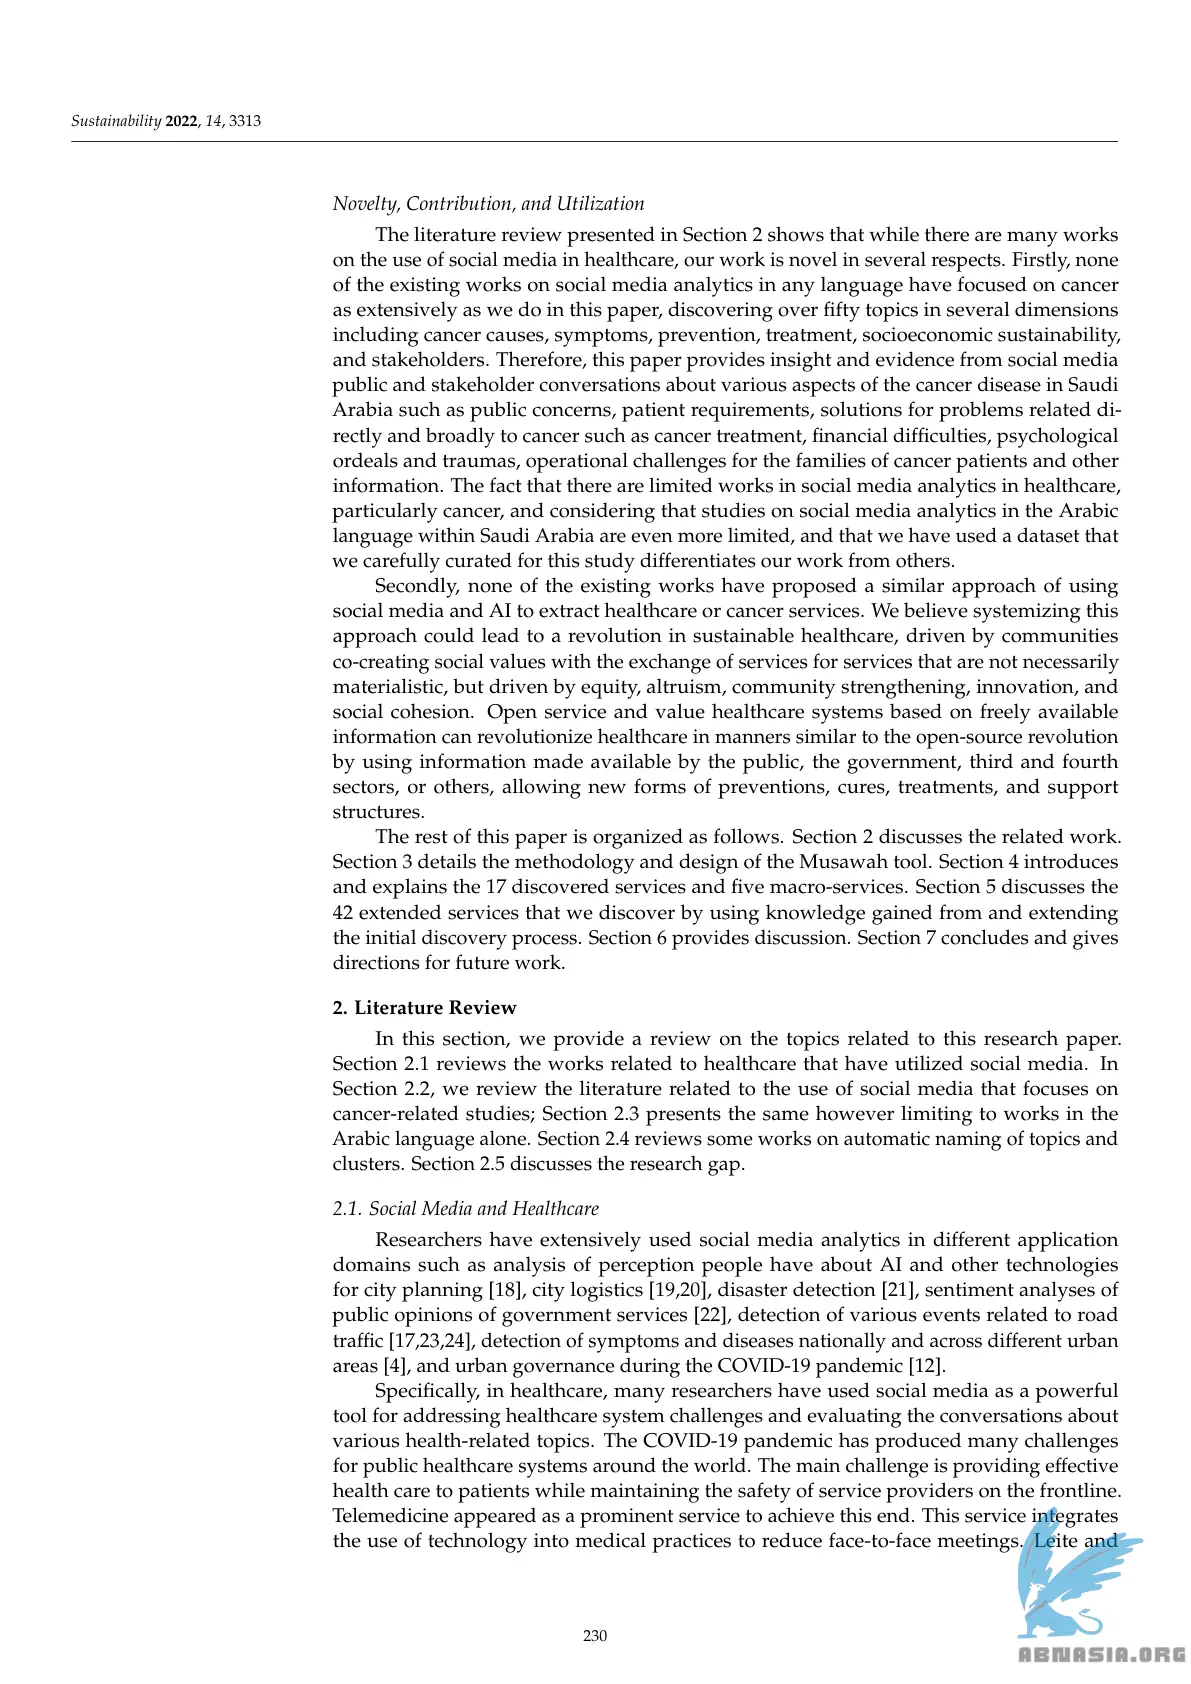 Sustainability 2022, 14, 3313
Novelty, Contribution, and Utilization
The literature review presented in Section 2 shows that while there are many works
on the use of social media in healthcare, our work is novel in several respects. Firstly, none
of the existing works on social media analytics in any language have focused on cancer
as extensively as we do in this paper, discovering over fifty topics in several dimensions
including cancer causes, symptoms, prevention, treatment, socioeconomic sustainability,
and stakeholders. Therefore, this paper provides insight and evidence from social media
public and stakeholder conversations about various aspects of the cancer disease in Saudi
Arabia such as public concerns, patient requirements, solutions for problems related di-
rectly and broadly to cancer such as cancer treatment, financial difficulties, psychological
ordeals and traumas, operational challenges for the families of cancer patients and other
information. The fact that there are limited works in social media analytics in healthcare,
particularly cancer, and considering that studies on social media analytics in the Arabic
language within Saudi Arabia are even more limited, and that we have used a dataset that
we carefully curated for this study differentiates our work from others.
Secondly, none of the existing works have proposed a similar approach of using
social media and AI to extract healthcare or cancer services. We believe systemizing this
approach could lead to a revolution in sustainable healthcare, driven by communities
co-creating social values with the exchange of services for services that are not necessarily
materialistic, but driven by equity, altruism, community strengthening, innovation, and
social cohesion. Open service and value healthcare systems based on freely available
information can revolutionize healthcare in manners similar to the open-source revolution
by using information made available by the public, the government, third and fourth
sectors, or others, allowing new forms of preventions, cures, treatments, and support
structures.
The rest of this paper is organized as follows. Section 2 discusses the related work.
Section 3 details the methodology and design of the Musawah tool. Section 4 introduces
and explains the 17 discovered services and five macro-services. Section 5 discusses the
42 extended services that we discover by using knowledge gained from and extending
the initial discovery process. Section 6 provides discussion. Section 7 concludes and gives
directions for future work.
2. Literature Review
In this section, we provide a review on the topics related to this research paper.
Section 2.1 reviews the works related to healthcare that have utilized social media. In
Section 2.2, we review the literature related to the use of social media that focuses on
cancer-related studies; Section 2.3 presents the same however limiting to works in the
Arabic language alone. Section 2.4 reviews some works on automatic naming of topics and
clusters. Section 2.5 discusses the research gap.
2.1. Social Media and Healthcare
Researchers have extensively used social media analytics in different application
domains such as analysis of perception people have about AI and other technologies
for city planning [18], city logistics [19,20], disaster detection [21], sentiment analyses of
public opinions of government services [22], detection of various events related to road
traffic [17,23,24], detection of symptoms and diseases nationally and across different urban
areas [4], and urban governance during the COVID-19 pandemic [12].
Specifically, in healthcare, many researchers have used social media as a powerful
tool for addressing healthcare system challenges and evaluating the conversations about
various health-related topics. The COVID-19 pandemic has produced many challenges
for public healthcare systems around the world. The main challenge is providing effective
health care to patients while maintaining the safety of service providers on the frontline.
Telemedicine appeared as a prominent service to achieve this end. This service integrates
the use of technology into medical practices to reduce face-to-face meetings. Leite and
230
ABNASIA.ORG